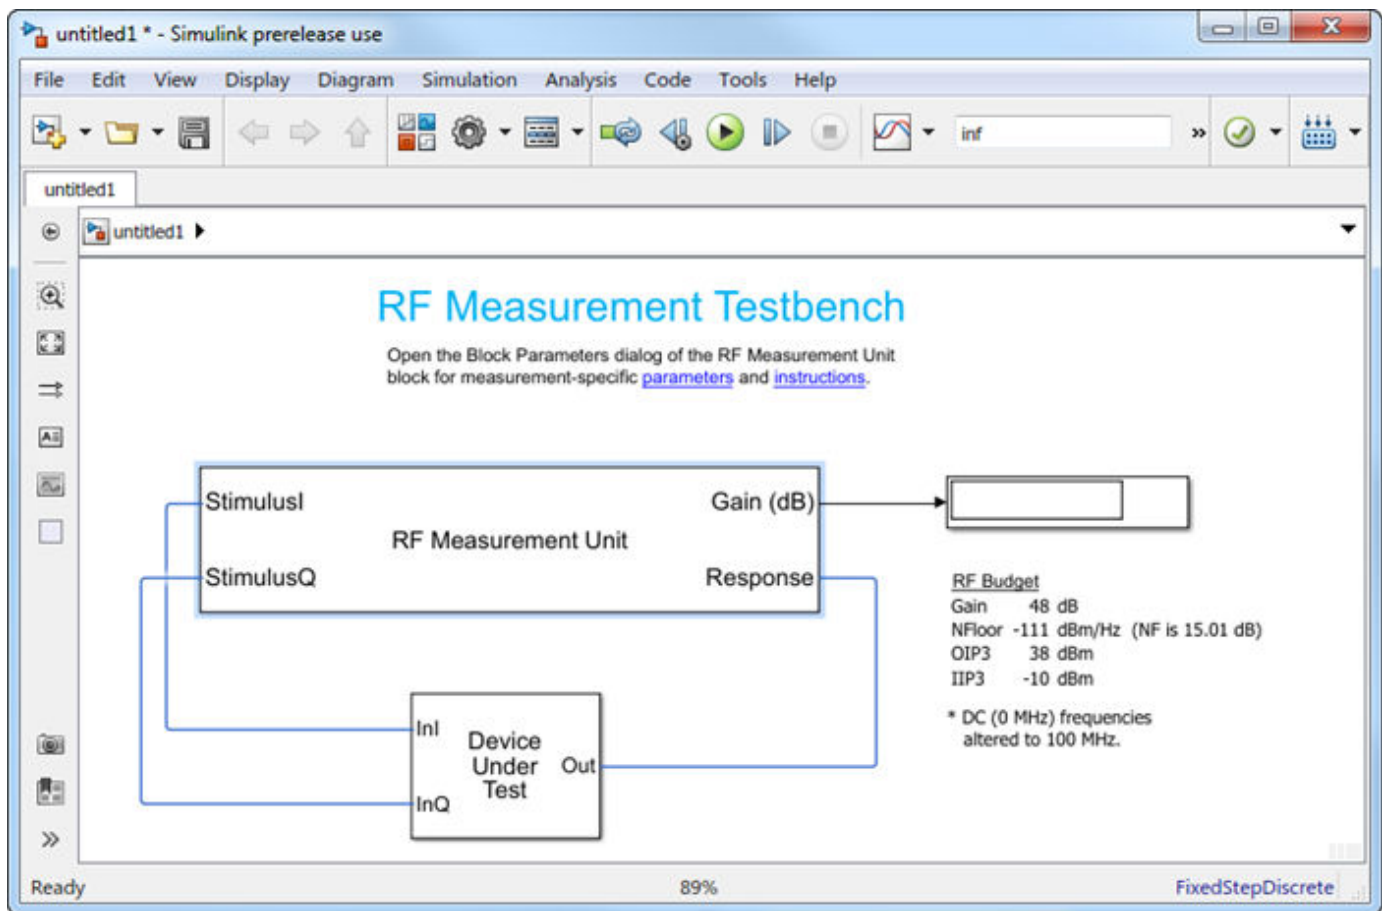 untitled1 * - Simulink prerelease use
File Edit View Display Diagram Simulation Analysis Code Tools Help
inf
untitled1
untitled1
RF Measurement Testbench
Open the Block Parameters dialog of the RF Measurement Unit
block for measurement-specific parameters and instructions.
StimulusI
Gain (dB)
RF Measurement Unit
StimulusQ
Response
RF Budget
Gain 48 dB
NFloor -111 dBm/Hz (NF is 15.01 dB)
OIP3 38 dBm
IIP3 -10 dBm
* DC (0 MHz) frequencies
altered to 100 MHz.
InI
Device
Under
Test
Out
InQ
Ready
89%
FixedStepDiscrete